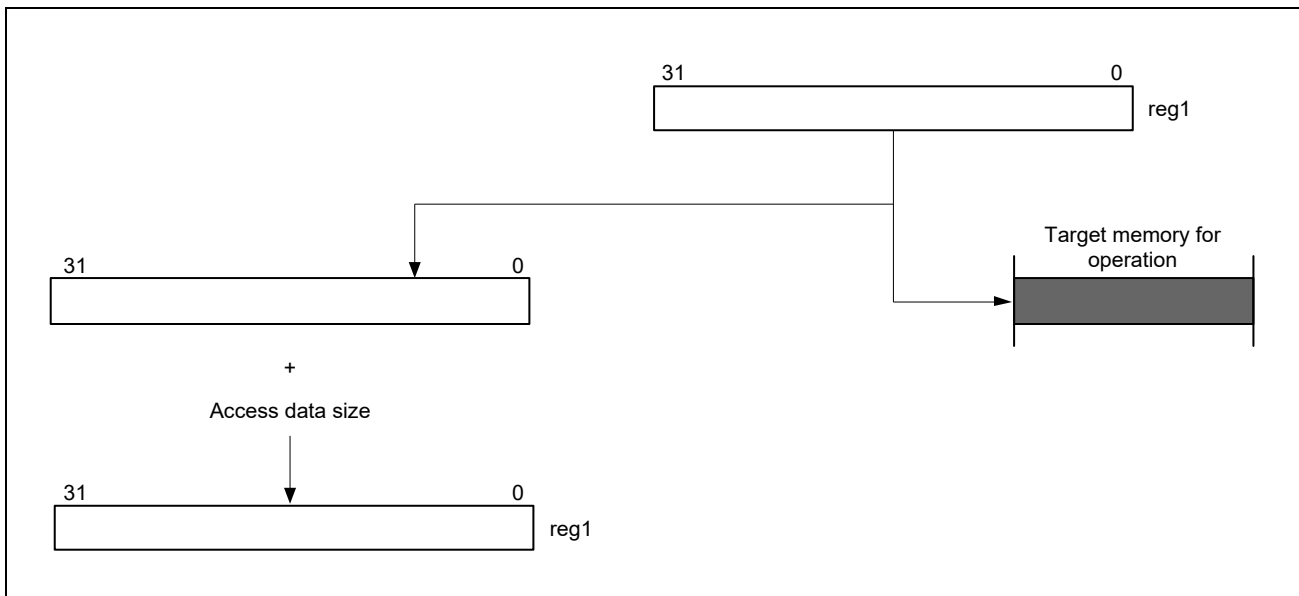 31 0
reg1
Target memory for
operation
31 0
+
Access data size
31 0
reg1